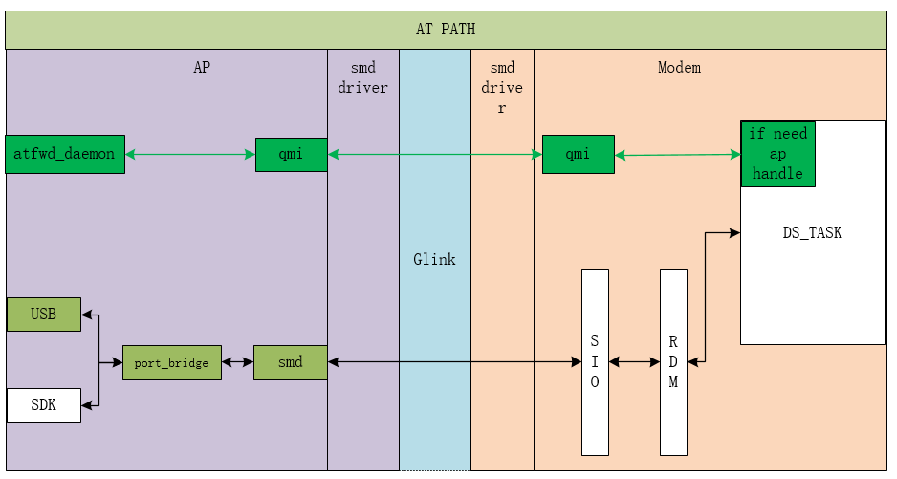 AT PATH
AP
smd
driver
smd
drive
r
Modem
atfwd_daemon
qmi
qmi
if need
ap
handle
DS_TASK
Glink
USB
port_bridge
smd
SDK
S
I
O
R
D
M